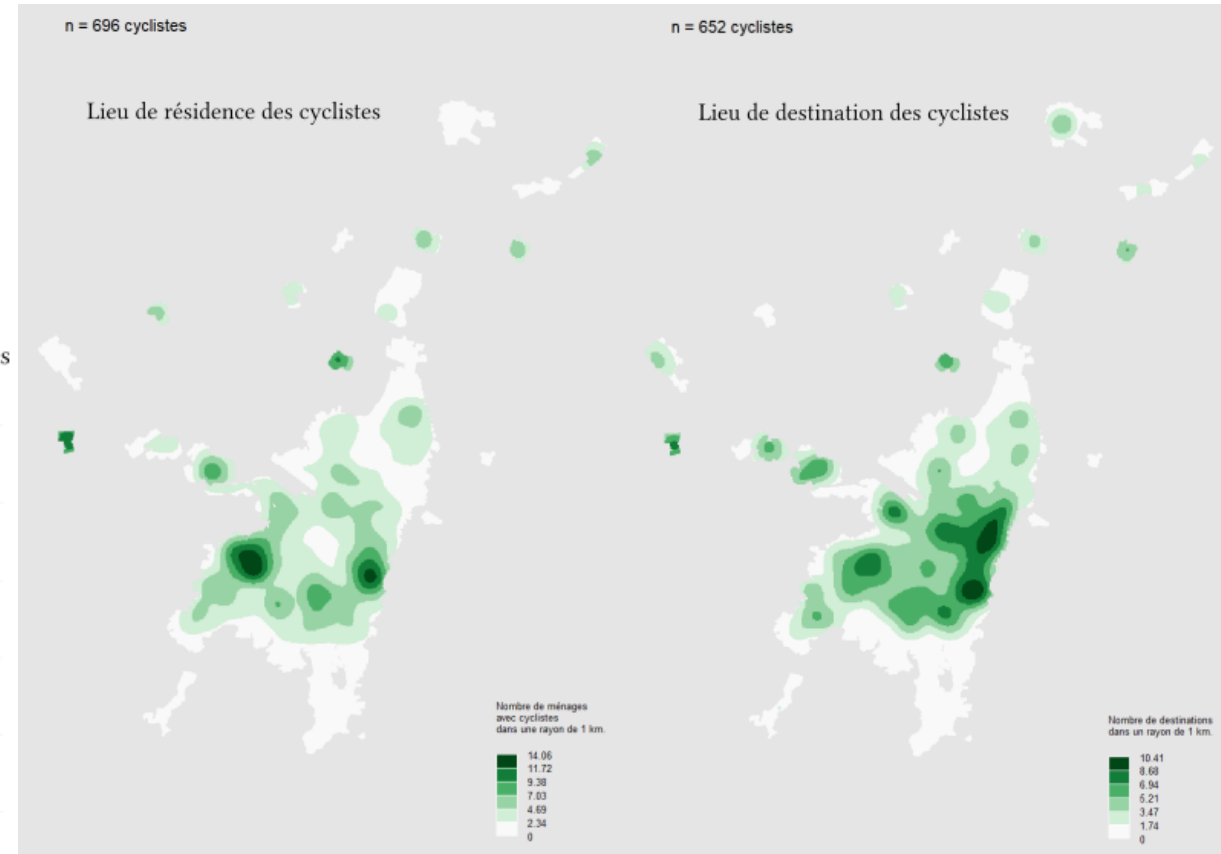 n = 696 cyclistes
Lieu de résidence des cyclistes
Nombre de ménages
avec cyclistes
dans une rayon de 1 km.
14.06
11.72
9.38
7.03
4.69
2.34
0
n = 652 cyclistes
Lieu de destination des cyclistes
Nombre de destinations
dans un rayon de 1 km.
10.41
8.68
6.94
5.21
3.47
1.74
0
s